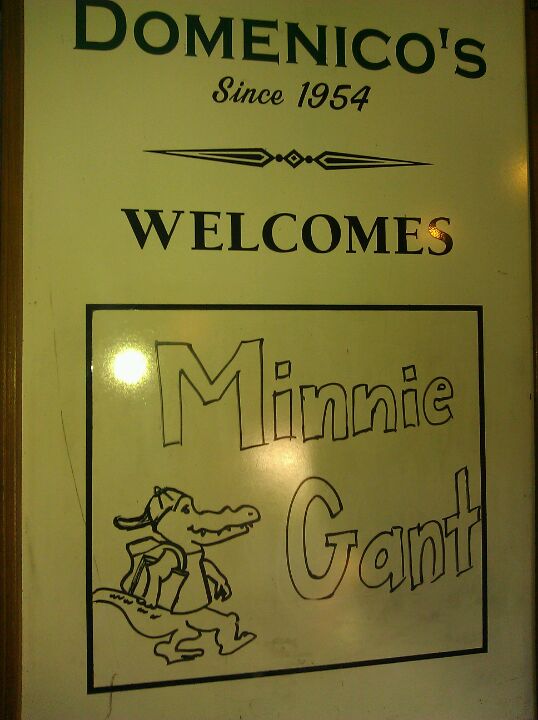 DOMENICO'S
Since 1954
WELCOMES
Minnie
Gant